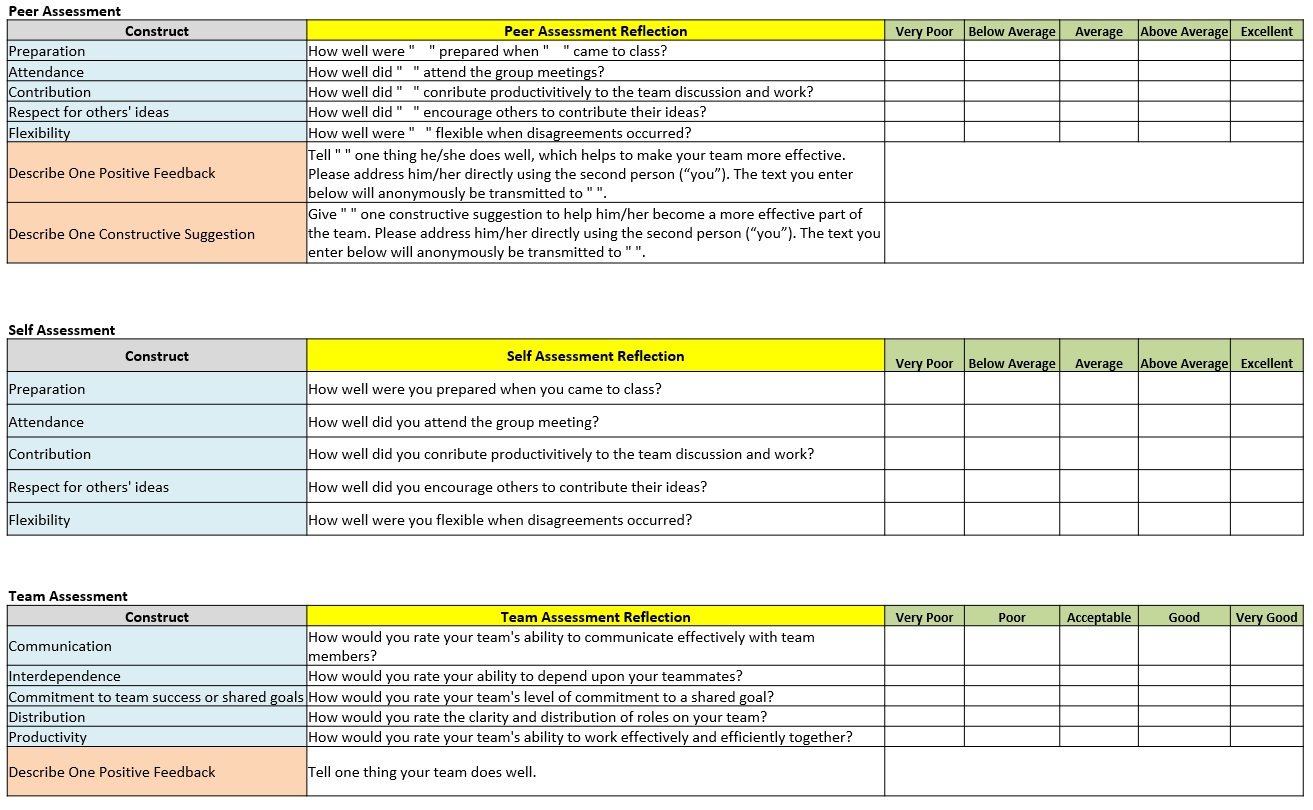 Peer Assessment
Construct Peer Assessment Reflection Very Poor Below Average Average Above Average Excellent
Preparation How well were "    " prepared when "    " came to class?
Attendance How well did "   " attend the group meetings?
Contribution How well did "   " conribute productivitively to the team discussion and work?
Respect for others' ideas How well did "   " encourage others to contribute their ideas?
Flexibility How well were "   " flexible when disagreements occurred?
Describe One Positive Feedback
Tell " " one thing he/she does well, which helps to make your team more effective.
Please address him/her directly using the second person (“you”). The text you enter
below will anonymously be transmitted to " ".
Describe One Constructive Suggestion
Give " " one constructive suggestion to help him/her become a more effective part of
the team. Please address him/her directly using the second person (“you”). The text you
enter below will anonymously be transmitted to " ".
Self Assessment
Construct Self Assessment Reflection Very Poor Below Average Average Above Average Excellent
Preparation How well were you prepared when you came to class?
Attendance How well did you attend the group meeting?
Contribution How well did you conribute productivitively to the team discussion and work?
Respect for others' ideas How well did you encourage others to contribute their ideas?
Flexibility How well were you flexible when disagreements occurred?
Team Assessment
Construct Team Assessment Reflection Very Poor Poor Acceptable Good Very Good
Communication
How would you rate your team's ability to communicate effectively with team
members?
Interdependence How would you rate your ability to depend upon your teammates?
Commitment to team success or shared goals How would you rate your team's level of commitment to a shared goal?
Distribution How would you rate the clarity and distribution of roles on your team?
Productivity How would you rate your team's ability to work effectively and efficiently together?
Describe One Positive Feedback Tell one thing your team does well.